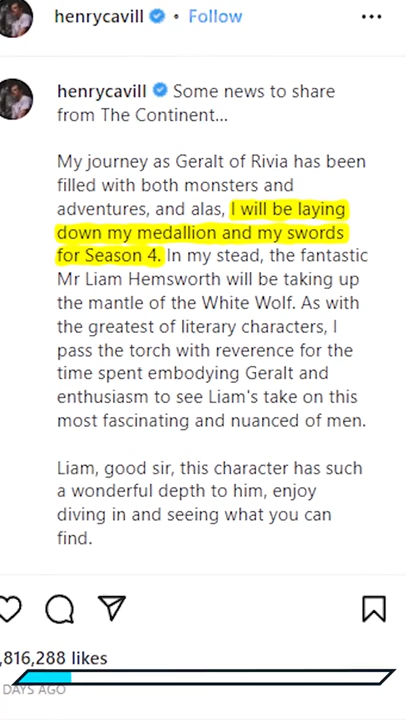 henrycavill • Follow
henrycavill Some news to share
from The Continent...
My journey as Geralt of Rivia has been
filled with both monsters and
adventures, and alas, I will be laying
down my medallion and my swords
for Season 4. In my stead, the fantastic
Mr Liam Hemsworth will be taking up
the mantle of the White Wolf. As with
the greatest of literary characters, I
pass the torch with reverence for the
time spent embodying Geralt and
enthusiasm to see Liam's take on this
most fascinating and nuanced of men.
Liam, good sir, this character has such
a wonderful depth to him, enjoy
diving in and seeing what you can
find.
,816,288 likes
DAYS AGO